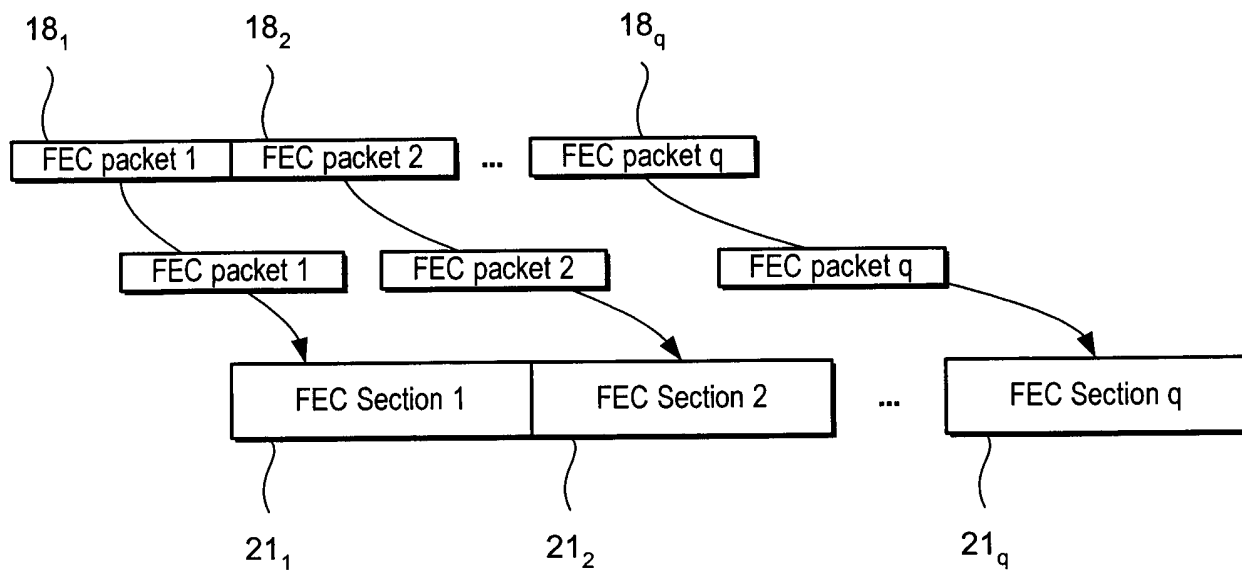 18₁ 18₂ 18q
FEC packet 1 FEC packet 2 ... FEC packet q
FEC packet 1 FEC packet 2 FEC packet q
FEC Section 1 FEC Section 2 ... FEC Section q
21₁ 21₂ 21q